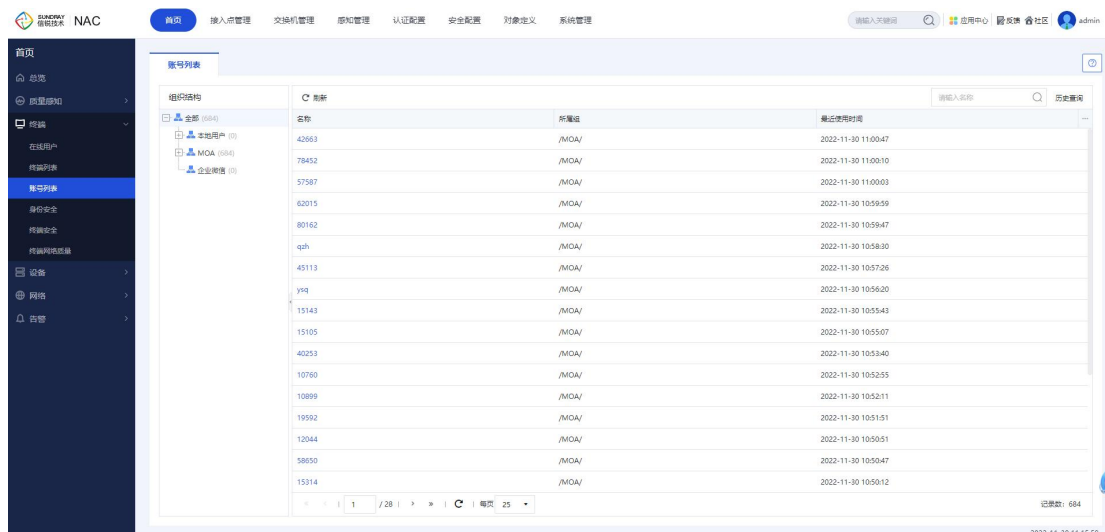 SUNDRAY
信锐技术 NAC
首页 接入点管理 交换机管理 感知管理 认证配置 安全配置 对象定义 系统管理 请输入关键词 应用中心 反馈 社区 admin
首页
总览
质量感知
终端
在线用户
终端列表
账号列表
身份安全
终端安全
终端网络质量
设备
网络
告警
账号列表
组织结构
全部 (684)
本地用户 (0)
MOA (684)
企业微信 (0)
刷新 请输入名称 历史查询
名称 所属组 最近使用时间
42663 /MOA/ 2022-11-30 11:00:47
78452 /MOA/ 2022-11-30 11:00:10
57587 /MOA/ 2022-11-30 11:00:03
62015 /MOA/ 2022-11-30 10:59:59
80162 /MOA/ 2022-11-30 10:59:47
qzh /MOA/ 2022-11-30 10:58:30
45113 /MOA/ 2022-11-30 10:57:26
ysq /MOA/ 2022-11-30 10:56:20
15143 /MOA/ 2022-11-30 10:55:43
15105 /MOA/ 2022-11-30 10:55:07
40253 /MOA/ 2022-11-30 10:53:40
10760 /MOA/ 2022-11-30 10:52:55
10899 /MOA/ 2022-11-30 10:52:11
19592 /MOA/ 2022-11-30 10:51:51
12044 /MOA/ 2022-11-30 10:50:51
58650 /MOA/ 2022-11-30 10:50:47
15314 /MOA/ 2022-11-30 10:50:12
1 / 28 每页 25 记录数: 684